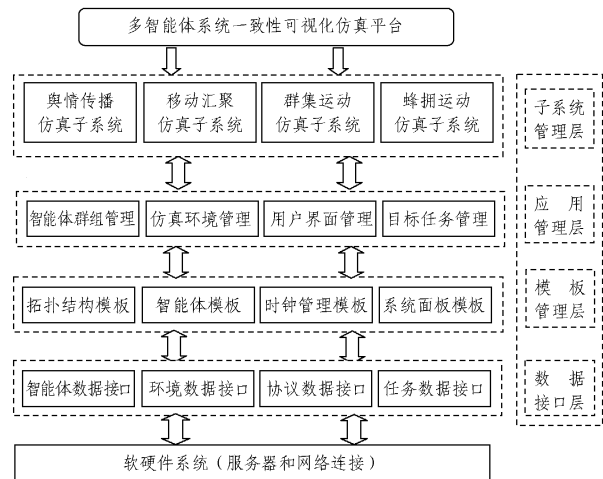 多智能体系统一致性可视化仿真平台
舆情传播
仿真子系统
移动汇聚
仿真子系统
群集运动
仿真子系统
蜂拥运动
仿真子系统
子系统
管理层
智能体群组管理
仿真环境管理
用户界面管理
目标任务管理
应用
管理层
拓扑结构模板
智能体模板
时钟管理模板
系统面板模板
模板
管理层
智能体数据接口
环境数据接口
协议数据接口
任务数据接口
数据
接口层
软硬件系统(服务器和网络连接)